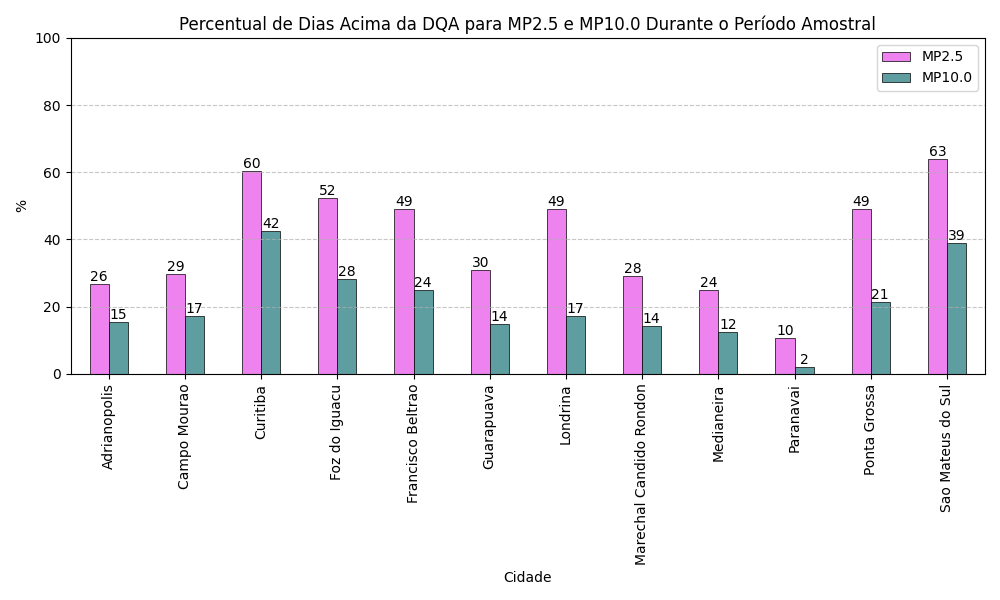 Percentual de Dias Acima da DQA para MP2.5 e MP10.0 Durante o Período Amostral
MP2.5
MP10.0
%
100
80
60
40
20
0
26
15
29
17
60
42
52
28
49
24
30
14
49
17
28
14
24
12
10
2
49
21
63
39
Adrianopolis
Campo Mourao
Curitiba
Foz do Iguacu
Francisco Beltrao
Guarapuava
Londrina
Marechal Candido Rondon
Medianeira
Paranavai
Ponta Grossa
Sao Mateus do Sul
Cidade